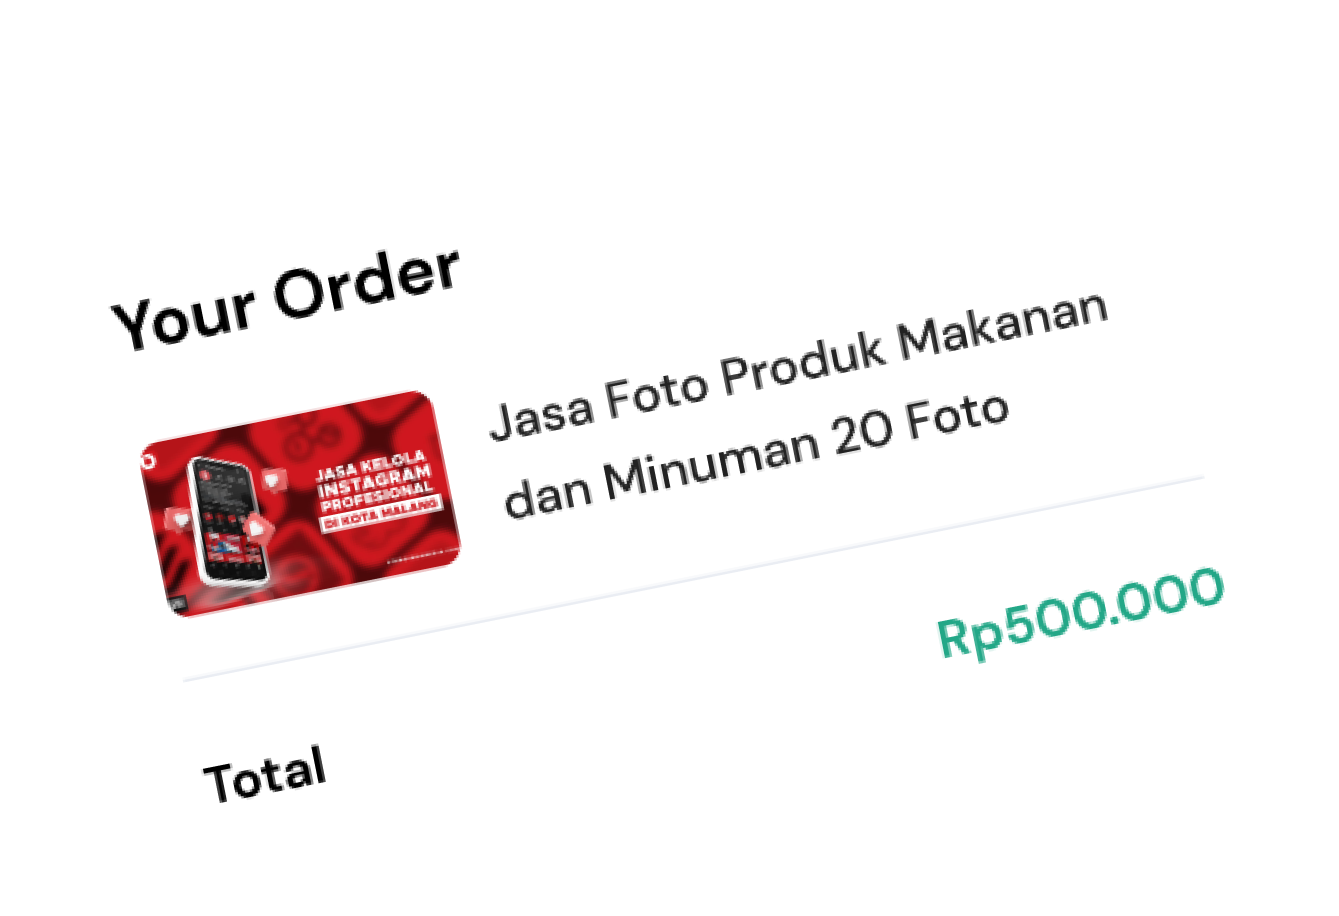 Your Order
Jasa Foto Produk Makanan
dan Minuman 20 Foto
JASA KELOLA
INSTAGRAM
PROFESIONAL
DI KOTA MALANG
Total
Rp500.000